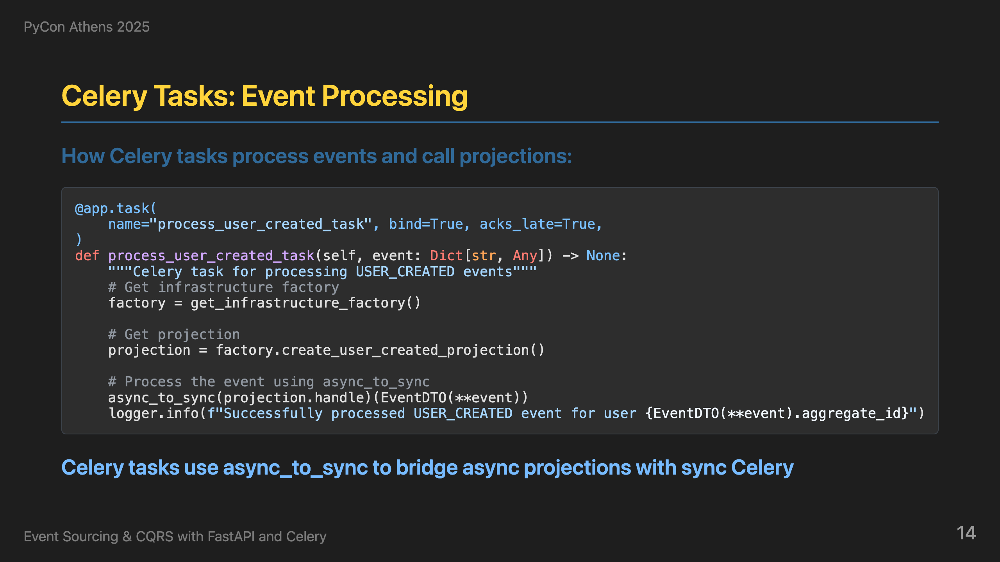 PyCon Athens 2025
Celery Tasks: Event Processing
How Celery tasks process events and call projections:
@app.task(
    name="process_user_created_task", bind=True, acks_late=True,
)
def process_user_created_task(self, event: Dict[str, Any]) -> None:
    """Celery task for processing USER_CREATED events"""
    # Get infrastructure factory
    factory = get_infrastructure_factory()

    # Get projection
    projection = factory.create_user_created_projection()

    # Process the event using async_to_sync
    async_to_sync(projection.handle)(EventDTO(**event))
    logger.info(f"Successfully processed USER_CREATED event for user {EventDTO(**event).aggregate_id}")
Celery tasks use async_to_sync to bridge async projections with sync Celery
Event Sourcing & CQRS with FastAPI and Celery
14